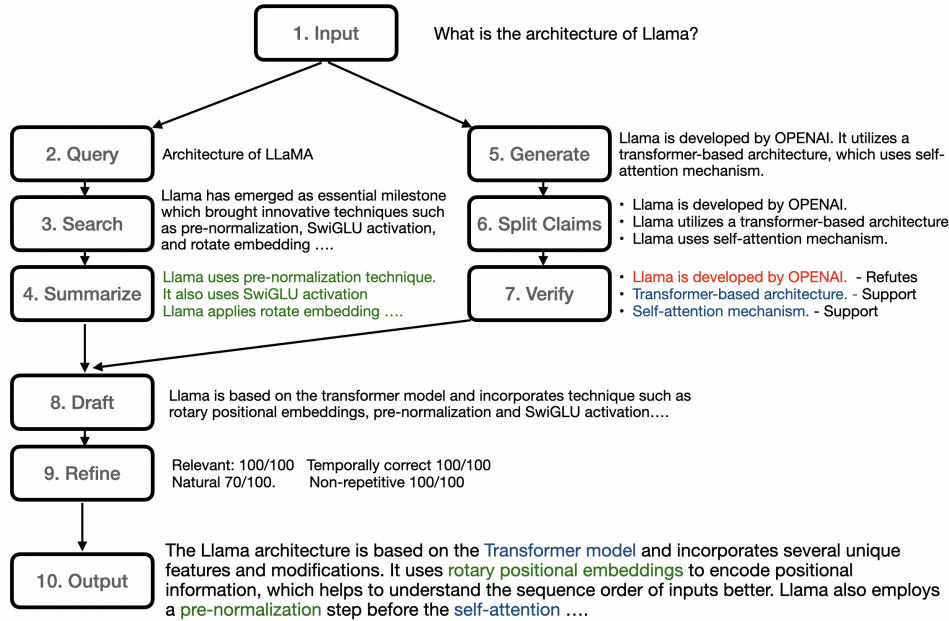 1. Input
What is the architecture of Llama?
2. Query
Architecture of LLaMA
3. Search
Llama has emerged as essential milestone
which brought innovative techniques such
as pre-normalization, SwiGLU activation,
and rotate embedding ....
4. Summarize
Llama uses pre-normalization technique.
It also uses SwiGLU activation
Llama applies rotate embedding ....
5. Generate
Llama is developed by OPENAI. It utilizes a
transformer-based architecture, which uses self-
attention mechanism.
6. Split Claims
• Llama is developed by OPENAI.
• Llama utilizes a transformer-based architecture
• Llama uses self-attention mechanism.
7. Verify
• Llama is developed by OPENAI. - Refutes
• Transformer-based architecture. - Support
• Self-attention mechanism. - Support
8. Draft
Llama is based on the transformer model and incorporates technique such as
rotary positional embeddings, pre-normalization and SwiGLU activation....
9. Refine
Relevant: 100/100 Temporally correct 100/100
Natural 70/100. Non-repetitive 100/100
10. Output
The Llama architecture is based on the Transformer model and incorporates several unique
features and modifications. It uses rotary positional embeddings to encode positional
information, which helps to understand the sequence order of inputs better. Llama also employs
a pre-normalization step before the self-attention ....